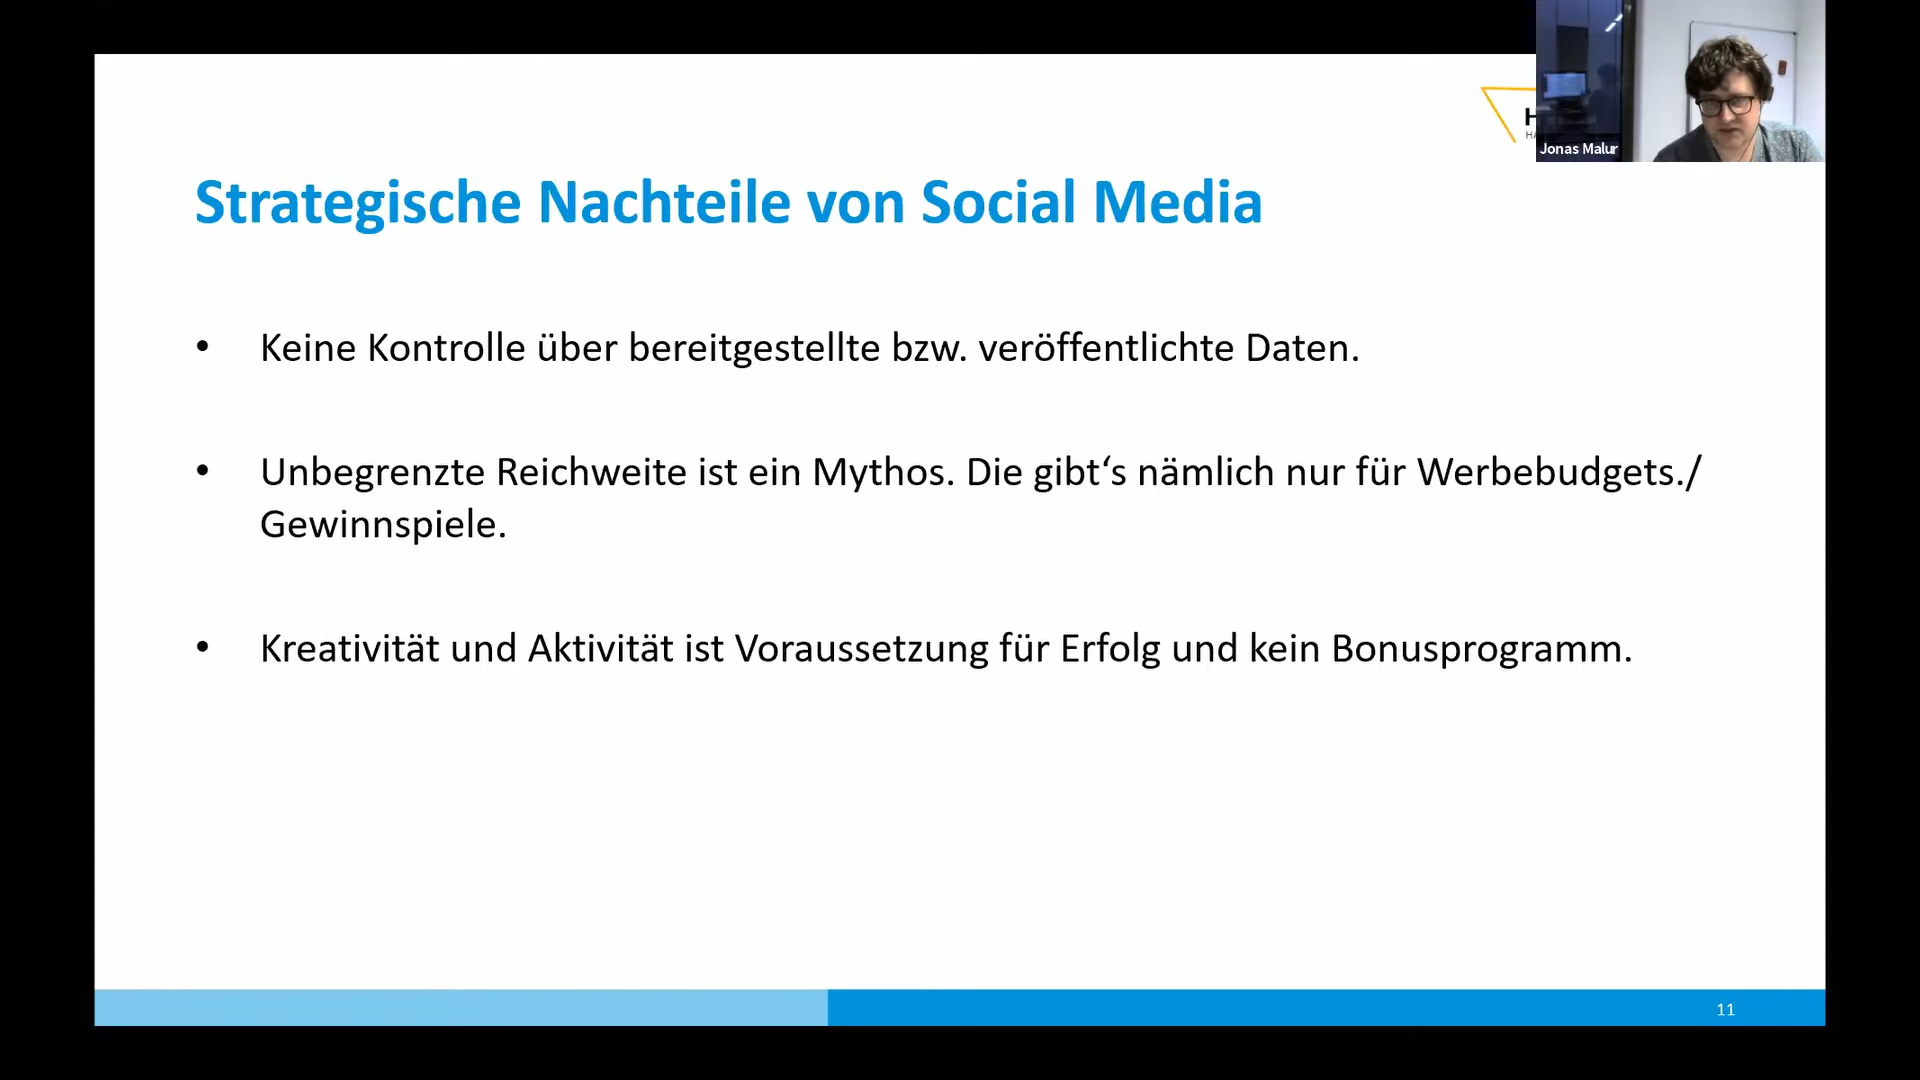 Jonas Malur
Strategische Nachteile von Social Media
• Keine Kontrolle über bereitgestellte bzw. veröffentlichte Daten.
• Unbegrenzte Reichweite ist ein Mythos. Die gibt‘s nämlich nur für Werbebudgets./
Gewinnspiele.
• Kreativität und Aktivität ist Voraussetzung für Erfolg und kein Bonusprogramm.
11